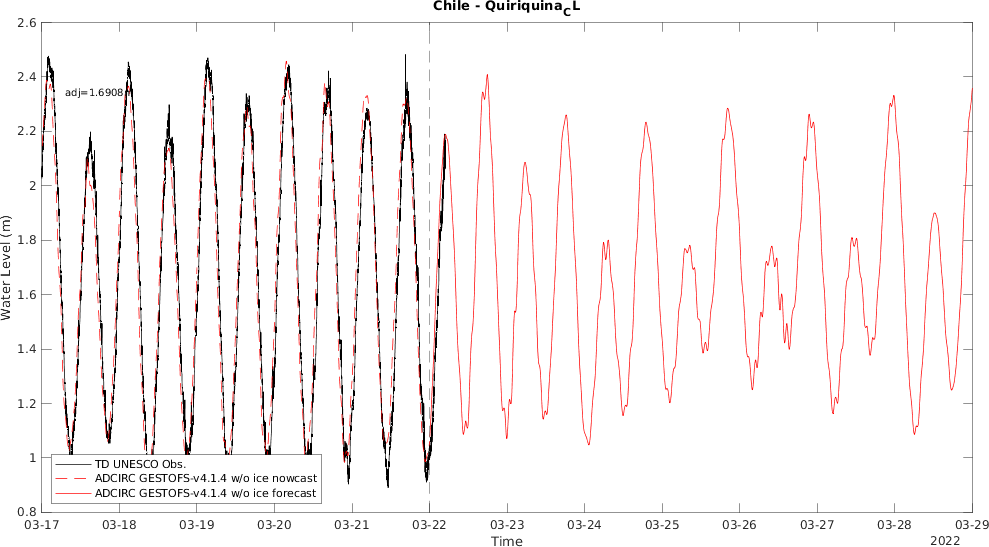 Chile - Quiriquina_CL
2.6
2.4
2.2
2
1.8
1.6
1.4
1.2
1
0.8
Water Level (m)
adj=1.6908
TD UNESCO Obs.
ADCIRC GESTOFS-v4.1.4 w/o ice nowcast
ADCIRC GESTOFS-v4.1.4 w/o ice forecast
03-17 03-18 03-19 03-20 03-21 03-22 03-23 03-24 03-25 03-26 03-27 03-28 03-29
Time
2022